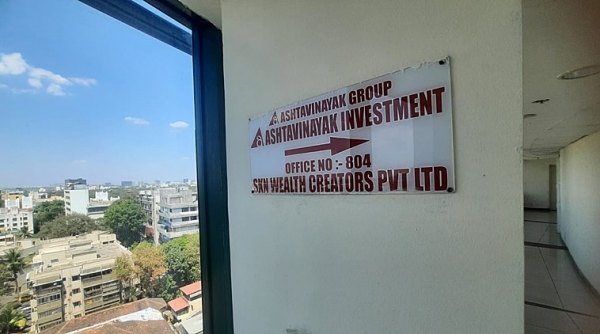 ASHTAVINAYAK GROUP
ASHTAVINAYAK INVESTMENT
OFFICE NO :- 804
SKN WEALTH CREATORS PVT LTD